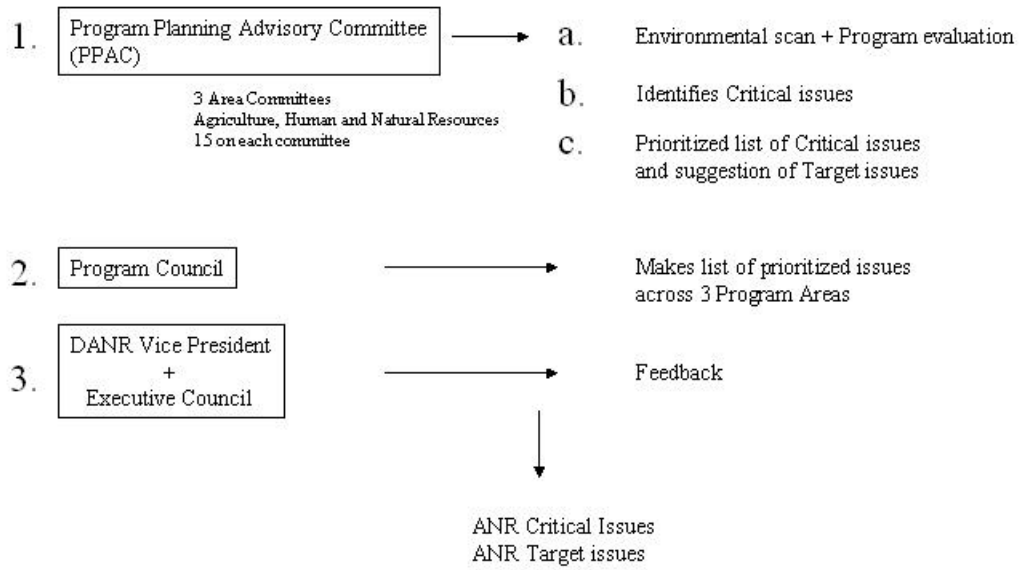 1.
Program Planning Advisory Committee
(PPAC)
3 Area Committees
Agriculture, Human and Natural Resources
15 on each committee
a. Environmental scan + Program evaluation
b. Identifies Critical issues
c. Prioritized list of Critical issues
and suggestion of Target issues
2. Program Council
Makes list of prioritized issues
across 3 Program Areas
3.
DANR Vice President
+
Executive Council
Feedback
ANR Critical Issues
ANR Target issues